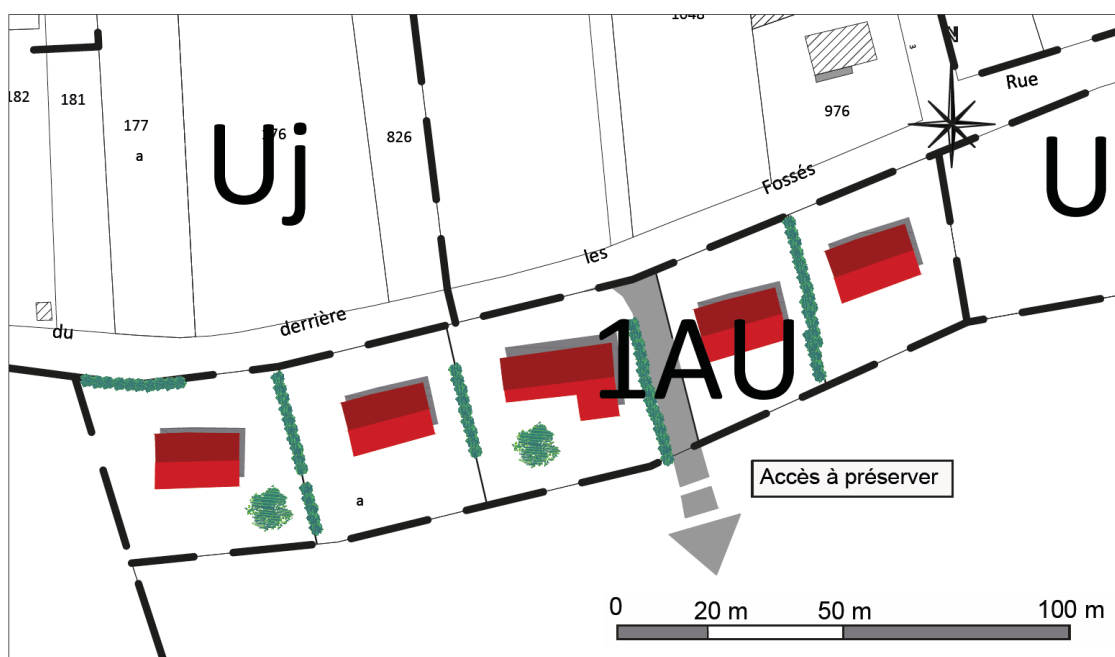 1048
N
Rue
182
181
177
a
Uj
176
826
976
3
U
Fossés
les
derrière
du
1AU
a
Accès à préserver
0 20 m 50 m 100 m